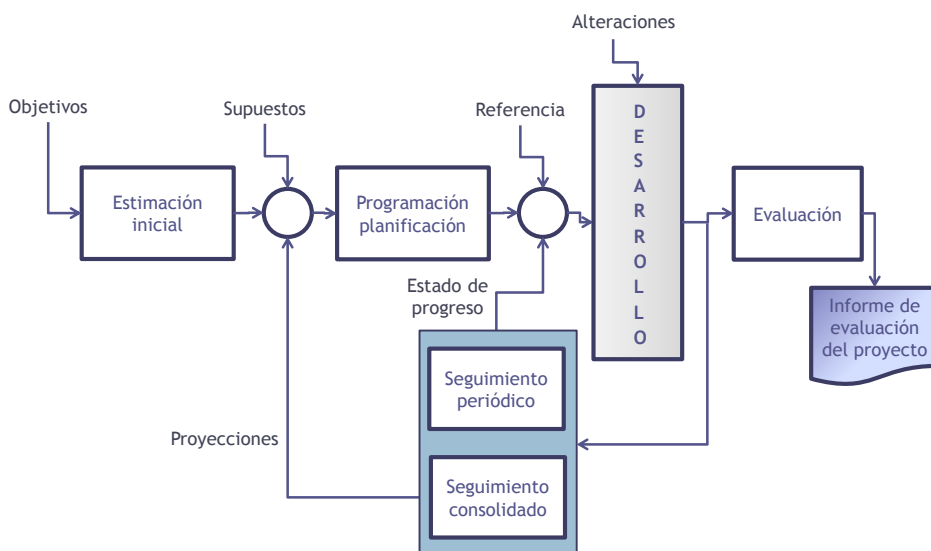 Alteraciones
Objetivos
Supuestos
Referencia
Estimación
inicial
Programación
planificación
D
E
S
A
R
R
O
L
L
O
Evaluación
Estado de
progreso
Informe de
evaluación
del proyecto
Seguimiento
periódico
Proyecciones
Seguimiento
consolidado